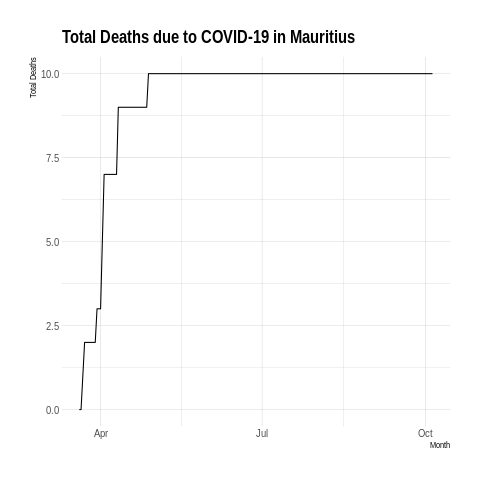 Total Deaths due to COVID-19 in Mauritius
Total Deaths
10.0
7.5
5.0
2.5
0.0
Apr Jul Oct
Month